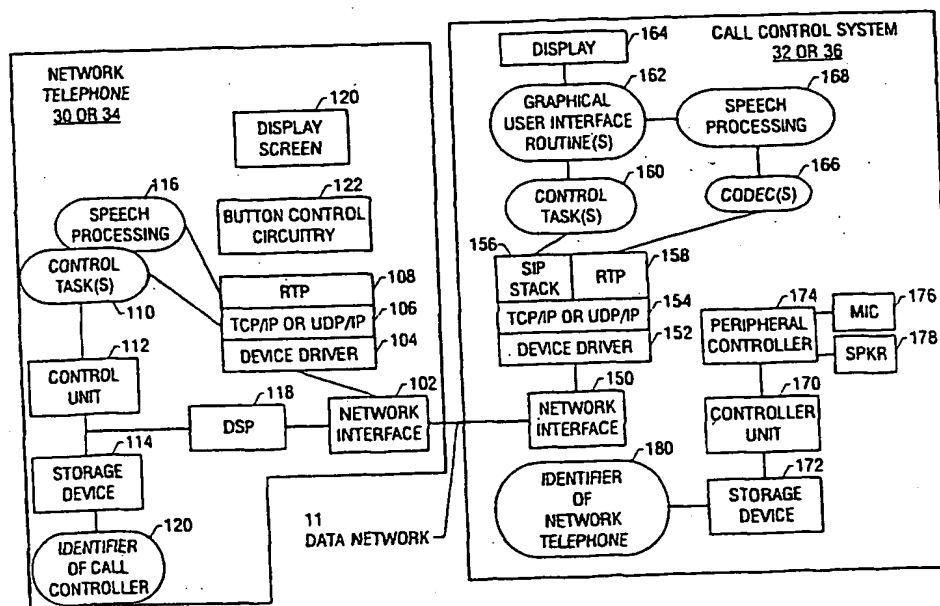 NETWORK
TELEPHONE
30 OR 34
120
DISPLAY
SCREEN
116
SPEECH
PROCESSING
122
BUTTON CONTROL
CIRCUITRY
CONTROL
TASK(S)
110
RTP
108
TCP/IP OR UDP/IP
106
DEVICE DRIVER
104
112
CONTROL
UNIT
118
DSP
102
NETWORK
INTERFACE
114
STORAGE
DEVICE
120
IDENTIFIER
OF CALL
CONTROLLER
11
DATA NETWORK
CALL CONTROL SYSTEM
32 OR 36
DISPLAY
164
162
GRAPHICAL
USER INTERFACE
ROUTINE(S)
168
SPEECH
PROCESSING
160
CONTROL
TASK(S)
166
CODEC(S)
156
SIP
STACK
RTP
158
TCP/IP OR UDP/IP
154
DEVICE DRIVER
152
174
PERIPHERAL
CONTROLLER
MIC
176
SPKR
178
150
NETWORK
INTERFACE
170
CONTROLLER
UNIT
180
IDENTIFIER
OF
NETWORK
TELEPHONE
172
STORAGE
DEVICE